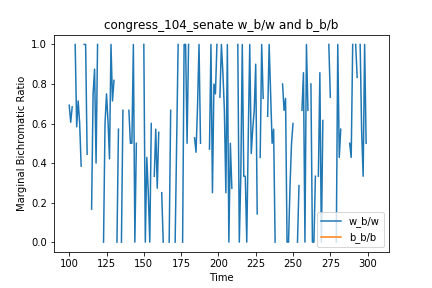 congress_104_senate w_b/w and b_b/b
Marginal Bichromatic Ratio
1.0
0.8
0.6
0.4
0.2
0.0
100 125 150 175 200 225 250 275 300
Time
w_b/w
b_b/b